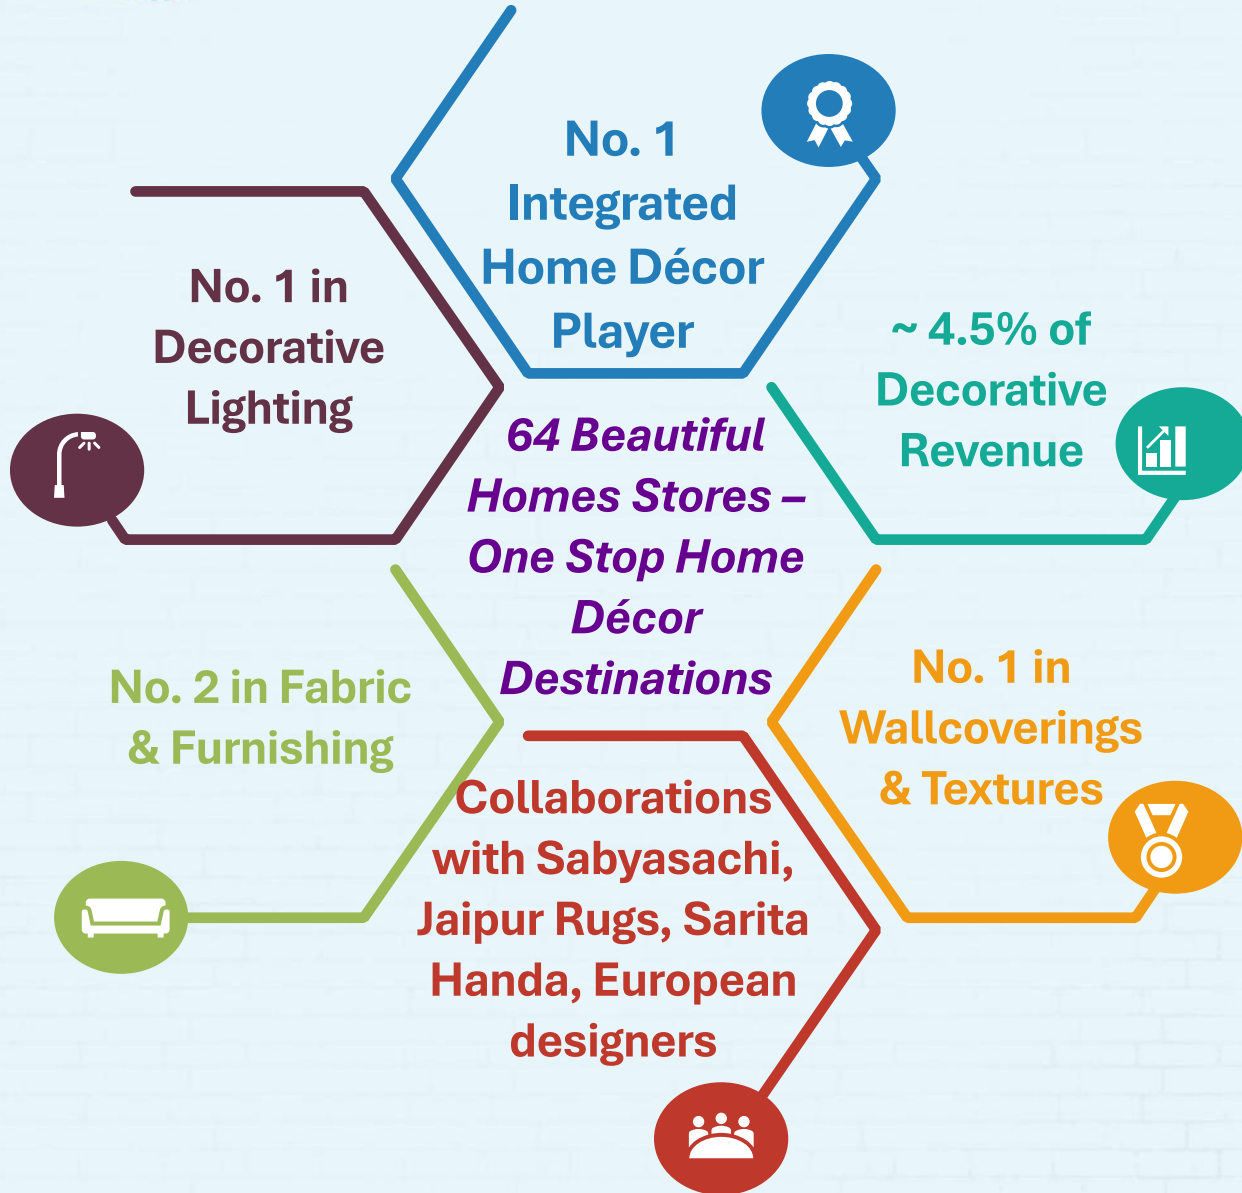 No. 1
Integrated
Home Décor
Player
No. 1 in
Decorative
Lighting
~ 4.5% of
Decorative
Revenue
64 Beautiful
Homes Stores –
One Stop Home
Décor
Destinations
No. 2 in Fabric
& Furnishing
No. 1 in
Wallcoverings
& Textures
Collaborations
with Sabyasachi,
Jaipur Rugs, Sarita
Handa, European
designers